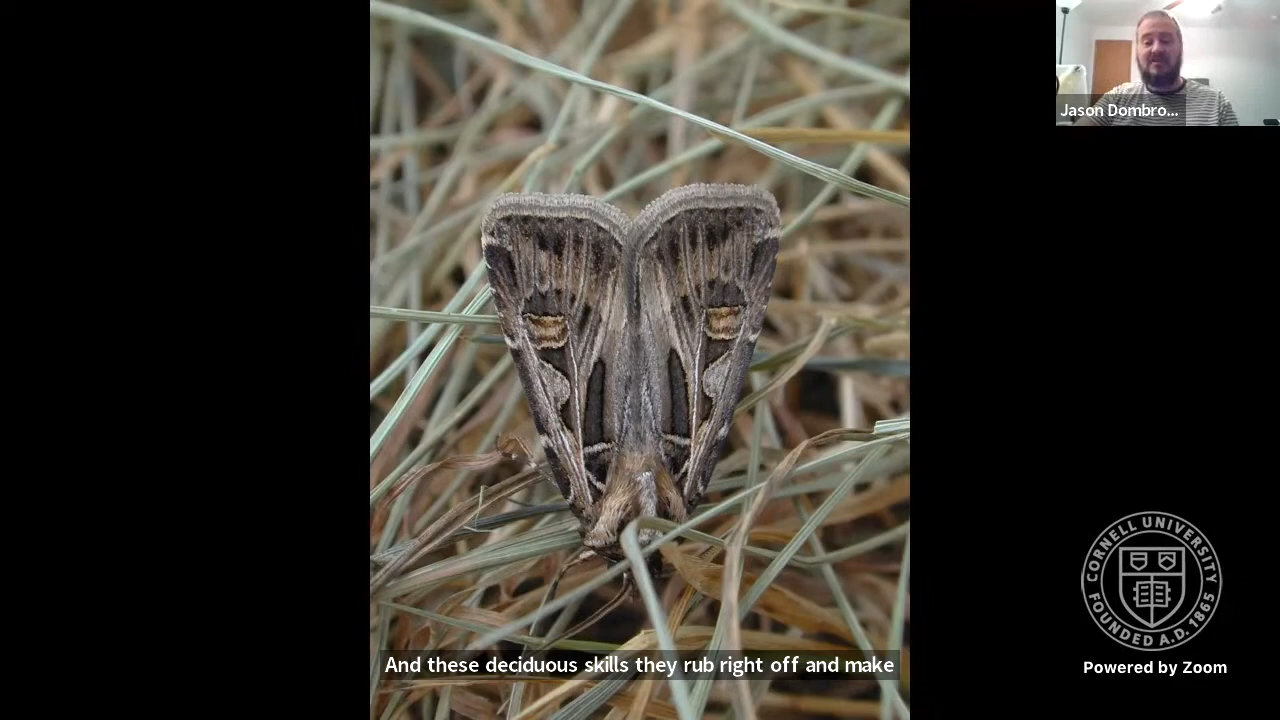 Jason Dombro...
CORNELL UNIVERSITY
FOUNDED A.D. 1865
Powered by Zoom
And these deciduous skills they rub right off and make